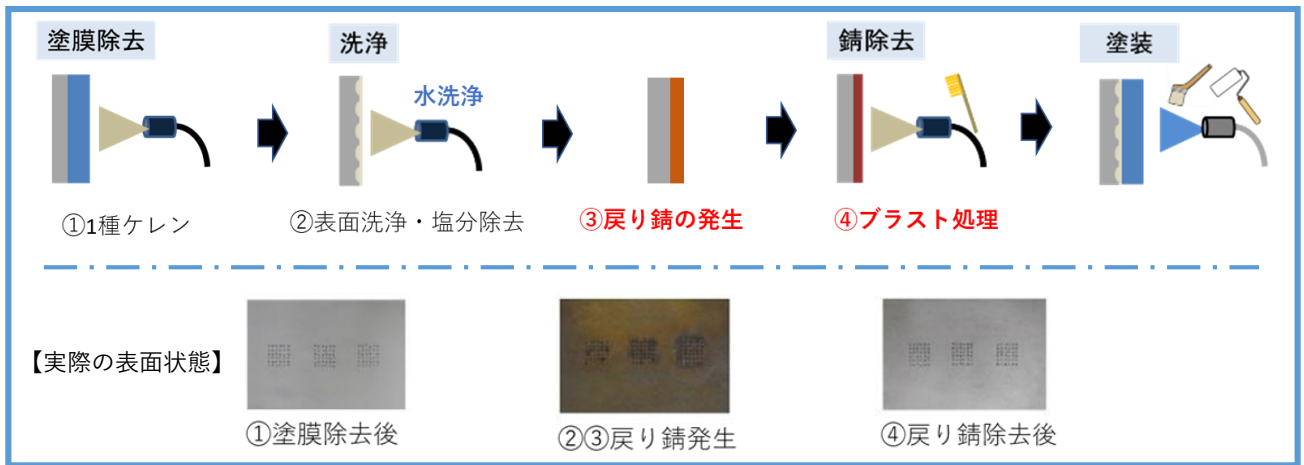 塗膜除去
洗浄
錆除去
塗装
水洗浄
①1種ケレン
②表面洗浄・塩分除去
③戻り錆の発生
④ブラスト処理
【実際の表面状態】
①塗膜除去後
②③戻り錆発生
④戻り錆除去後